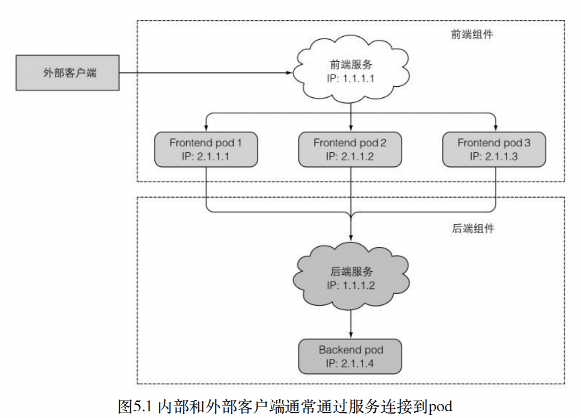 前端组件
外部客户端
前端服务
IP: 1.1.1.1
Frontend pod 1
IP: 2.1.1.1
Frontend pod 2
IP: 2.1.1.2
Frontend pod 3
IP: 2.1.1.3
后端组件
后端服务
IP: 1.1.1.2
Backend pod
IP: 2.1.1.4
图5.1 内部和外部客户端通常通过服务连接到pod